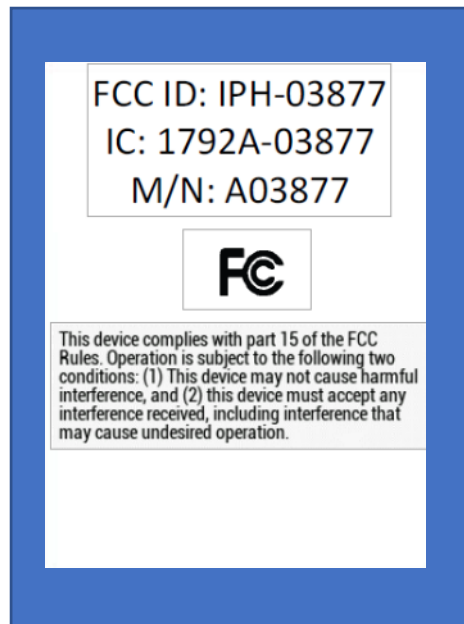 FCC ID: IPH-03877
IC: 1792A-03877
M/N: A03877
FC
This device complies with part 15 of the FCC
Rules. Operation is subject to the following two
conditions: (1) This device may not cause harmful
interference, and (2) this device must accept any
interference received, including interference that
may cause undesired operation.